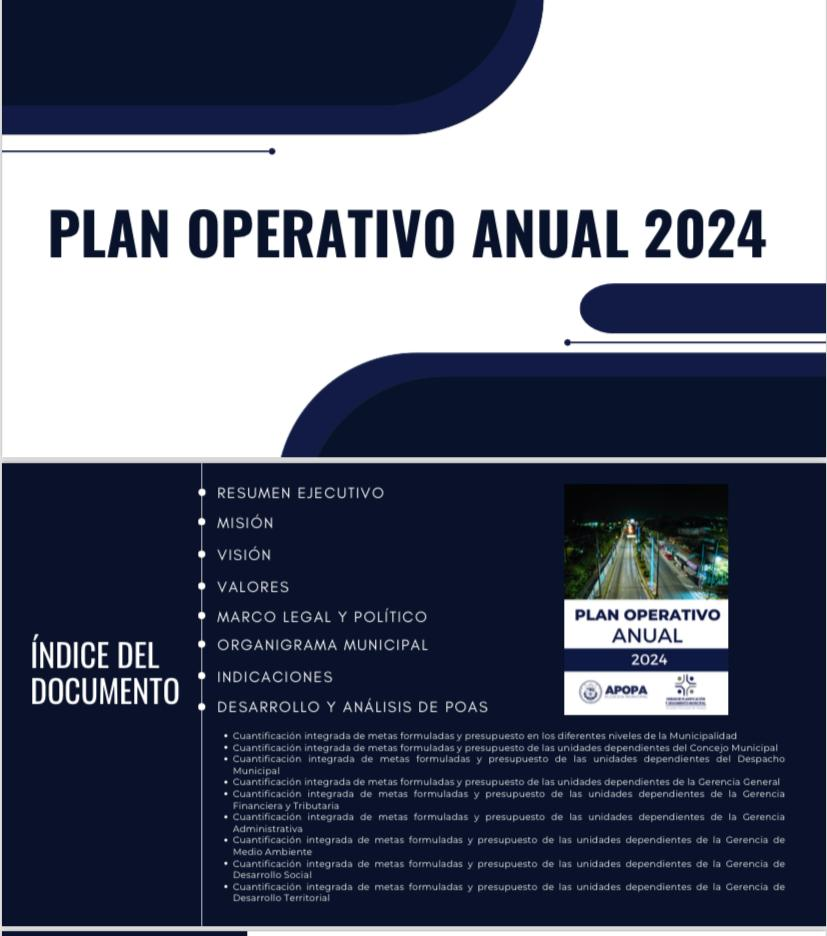 PLAN OPERATIVO ANUAL 2024
ÍNDICE DEL
DOCUMENTO
RESUMEN EJECUTIVO
MISIÓN
VISIÓN
VALORES
MARCO LEGAL Y POLÍTICO
ORGANIGRAMA MUNICIPAL
INDICACIONES
DESARROLLO Y ANÁLISIS DE POAS
Cuantificación integrada de metas formuladas y presupuesto en los diferentes niveles de la Municipalidad
Cuantificación integrada de metas formuladas y presupuesto de las unidades dependientes del Concejo Municipal
Cuantificación integrada de metas formuladas y presupuesto de las unidades dependientes del Despacho
Municipal
Cuantificación integrada de metas formuladas y presupuesto de las unidades dependientes de la Gerencia General
Cuantificación integrada de metas formuladas y presupuesto de las unidades dependientes de la Gerencia
Financiera y Tributaria
Cuantificación integrada de metas formuladas y presupuesto de las unidades dependientes de la Gerencia
Administrativa
Cuantificación integrada de metas formuladas y presupuesto de las unidades dependientes de la Gerencia de
Medio Ambiente
Cuantificación integrada de metas formuladas y presupuesto de las unidades dependientes de la Gerencia de
Desarrollo Social
Cuantificación integrada de metas formuladas y presupuesto de las unidades dependientes de la Gerencia de
Desarrollo Territorial
PLAN OPERATIVO
ANUAL
2024
APOPA